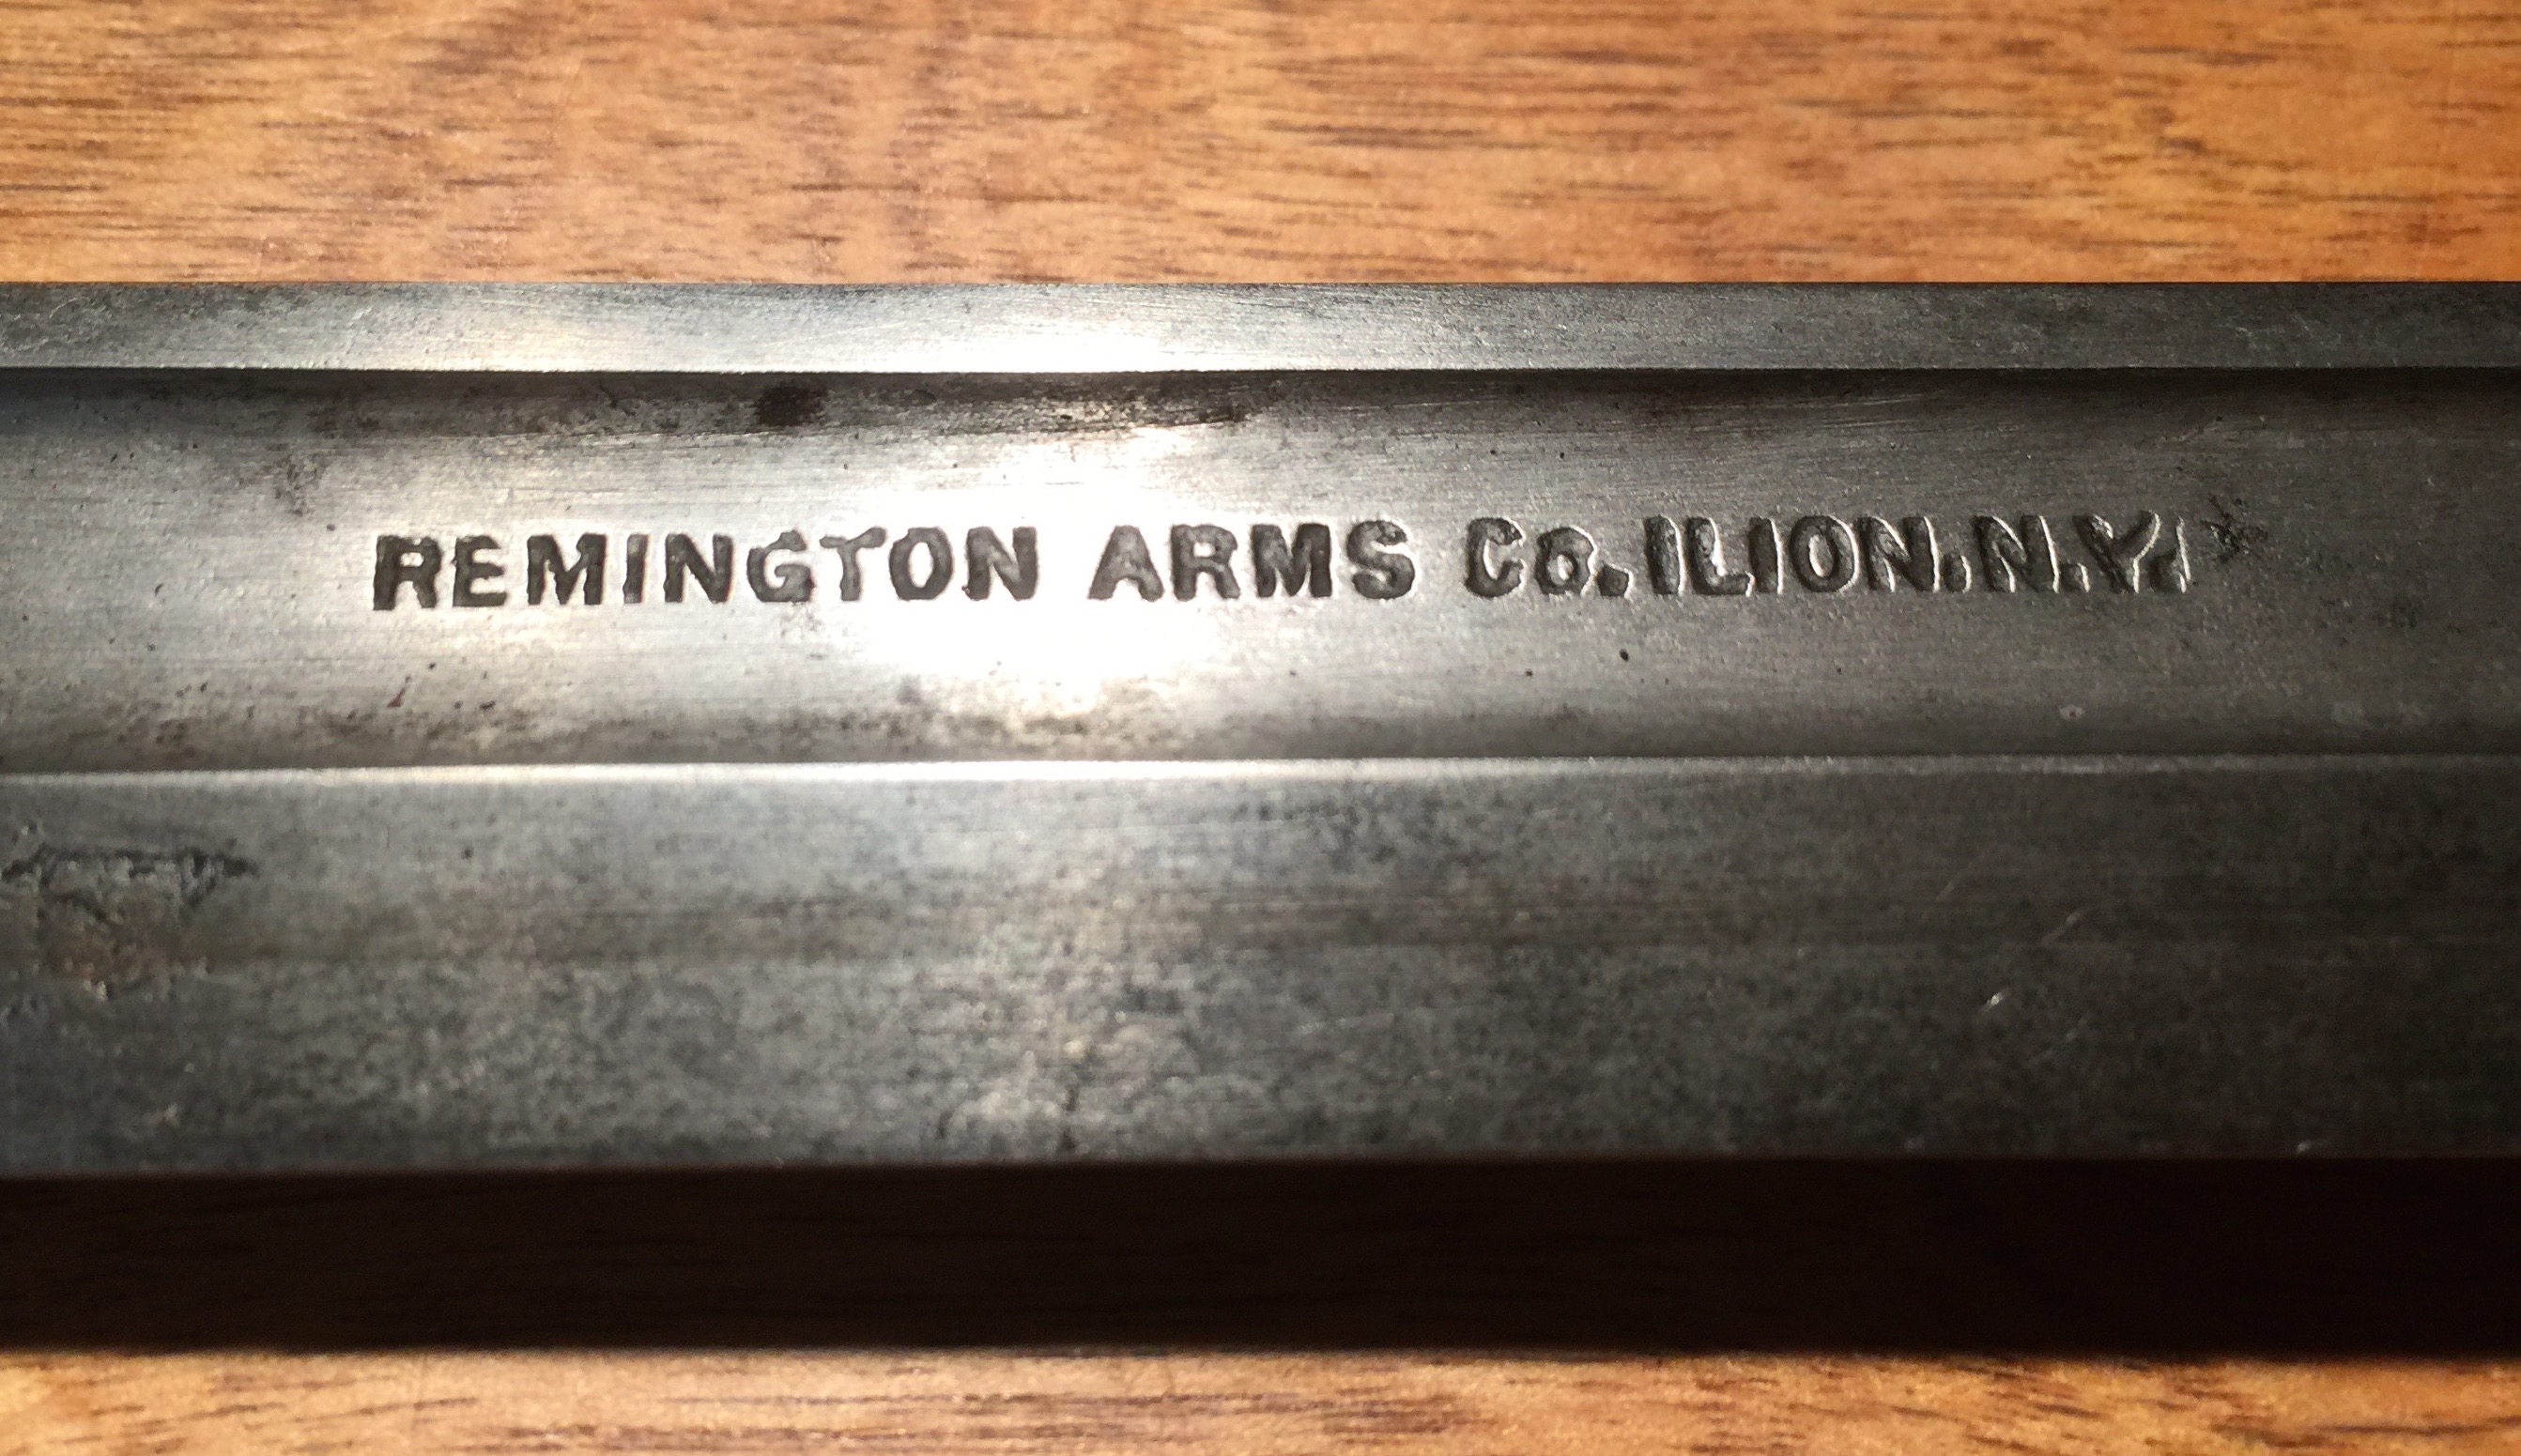 REMINGTON ARMS Co. ILION. N.Y.